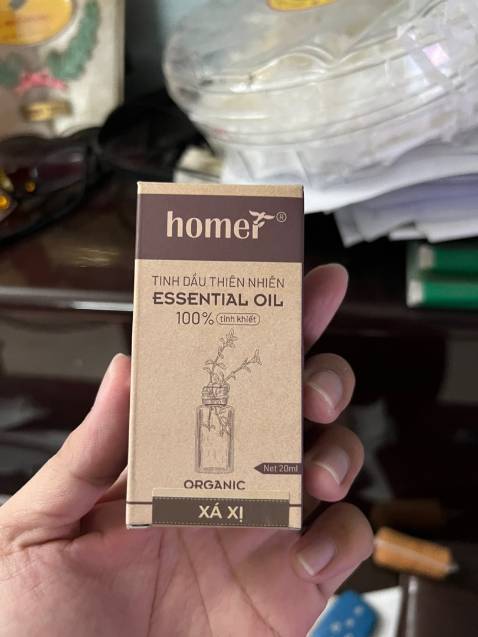 homer®
TINH DẦU THIÊN NHIÊN
ESSENTIAL OIL
100% tinh khiết
Net 20ml
ORGANIC
XÁ XỊ